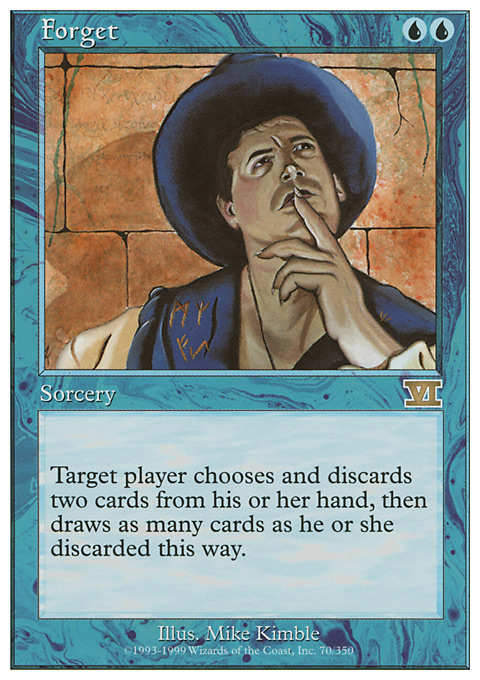 Forget
Sorcery
VI
Target player chooses and discards
two cards from his or her hand, then
draws as many cards as he or she
discarded this way.
Illus. Mike Kimble
©1993-1999 Wizards of the Coast, Inc. 70/350